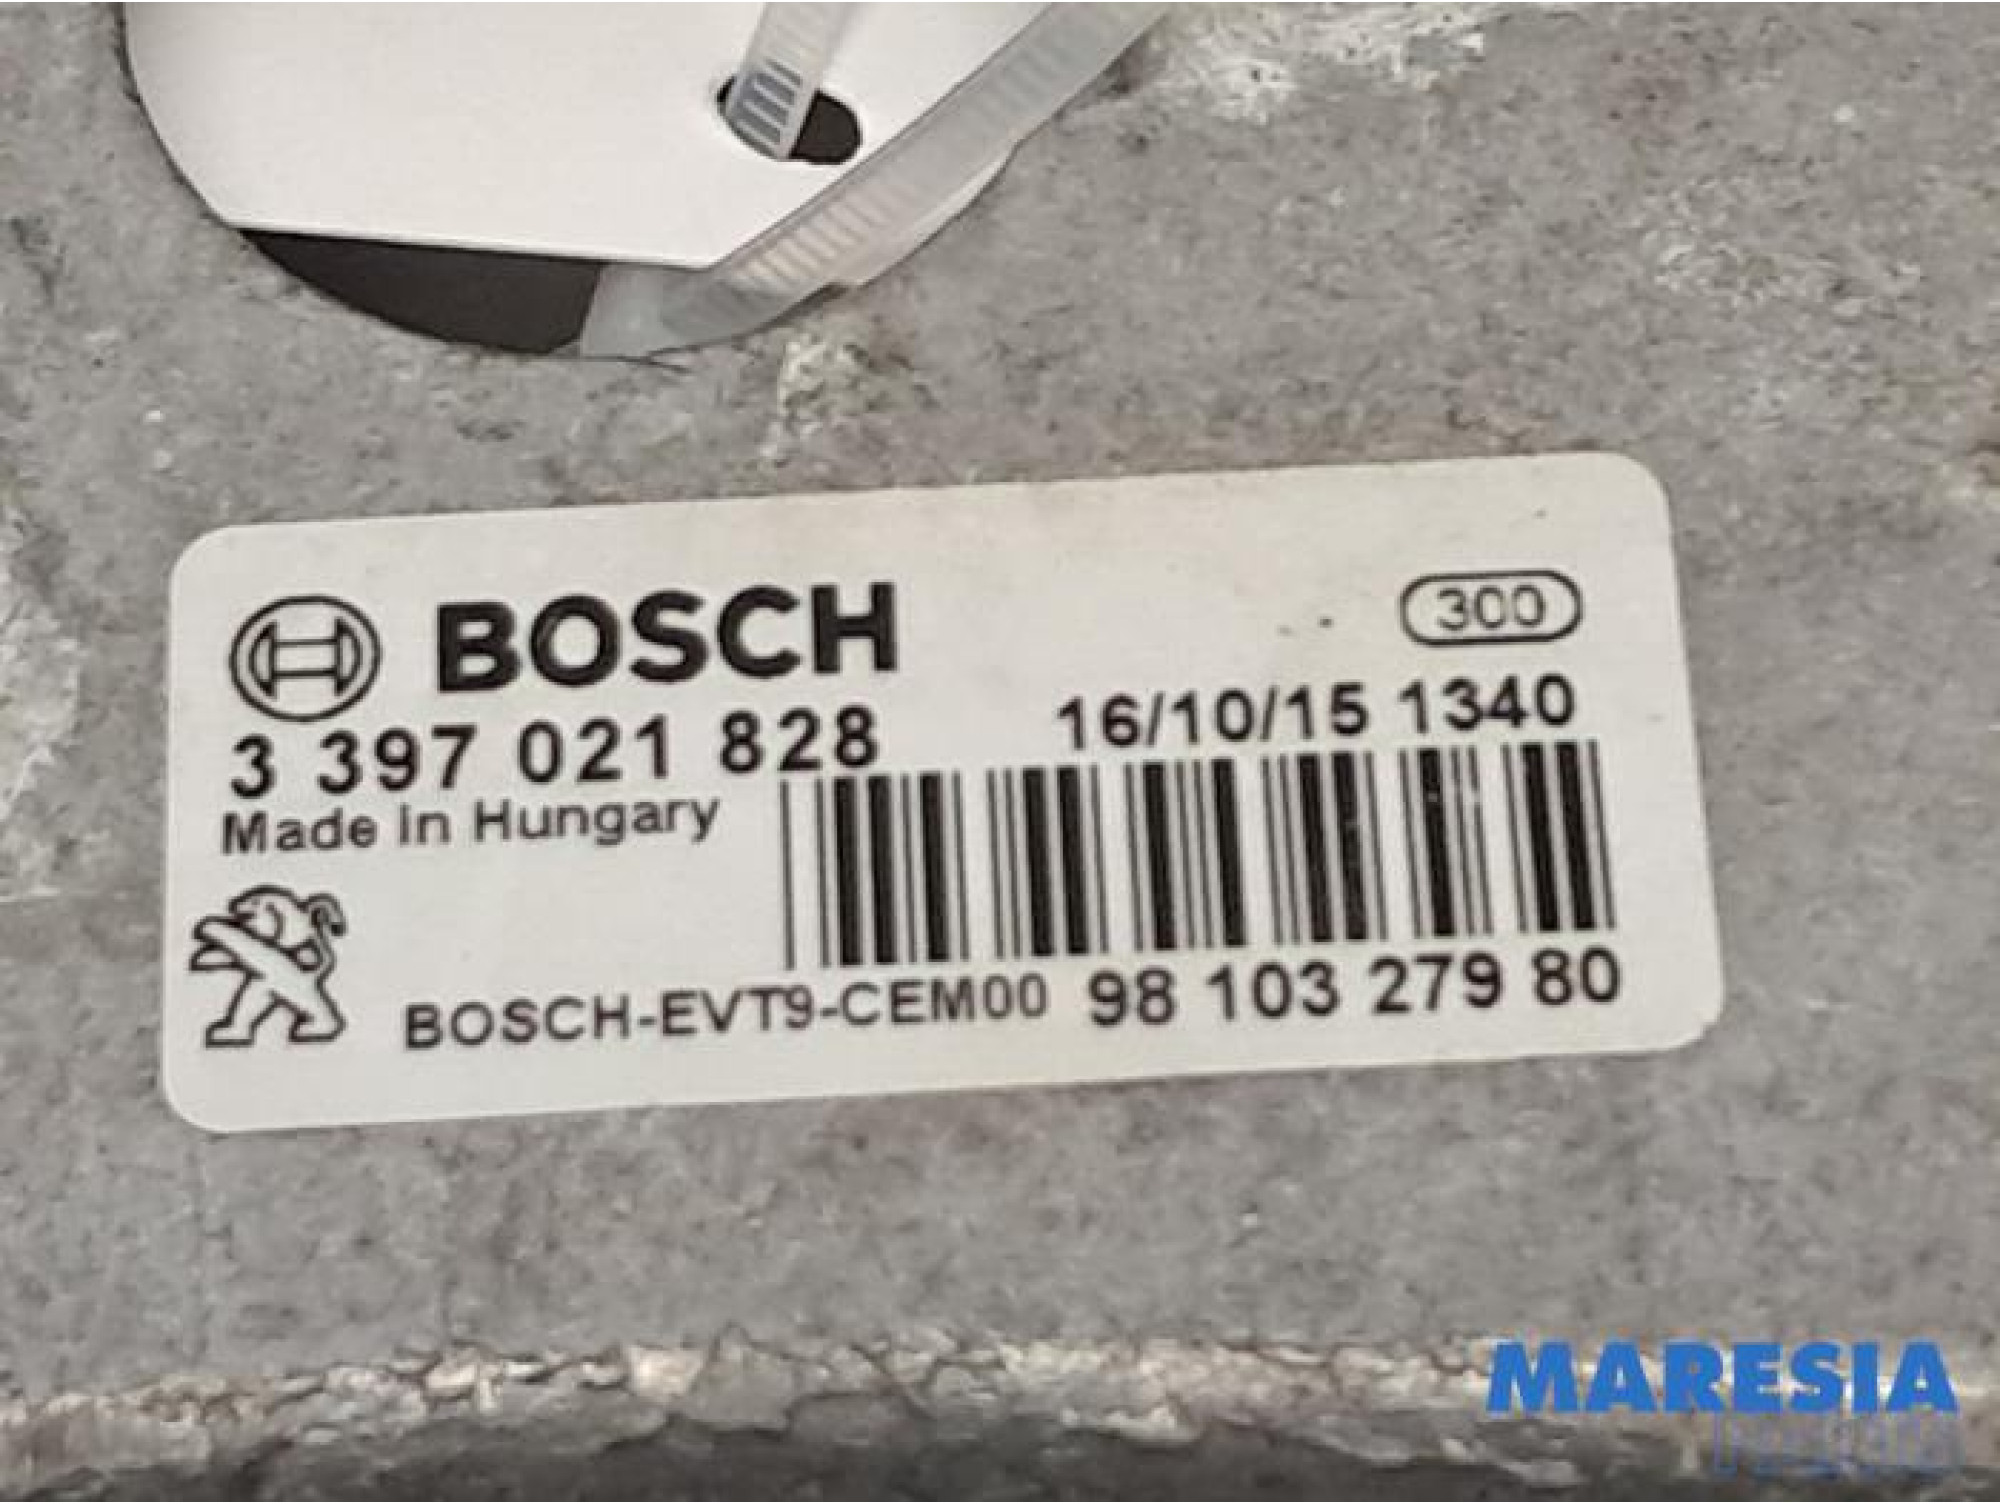 BOSCH
300
3 397 021 828
16/10/15 1340
Made in Hungary
BOSCH-EVT9-CEM00 98 103 279 80
MARESIA
PARTS